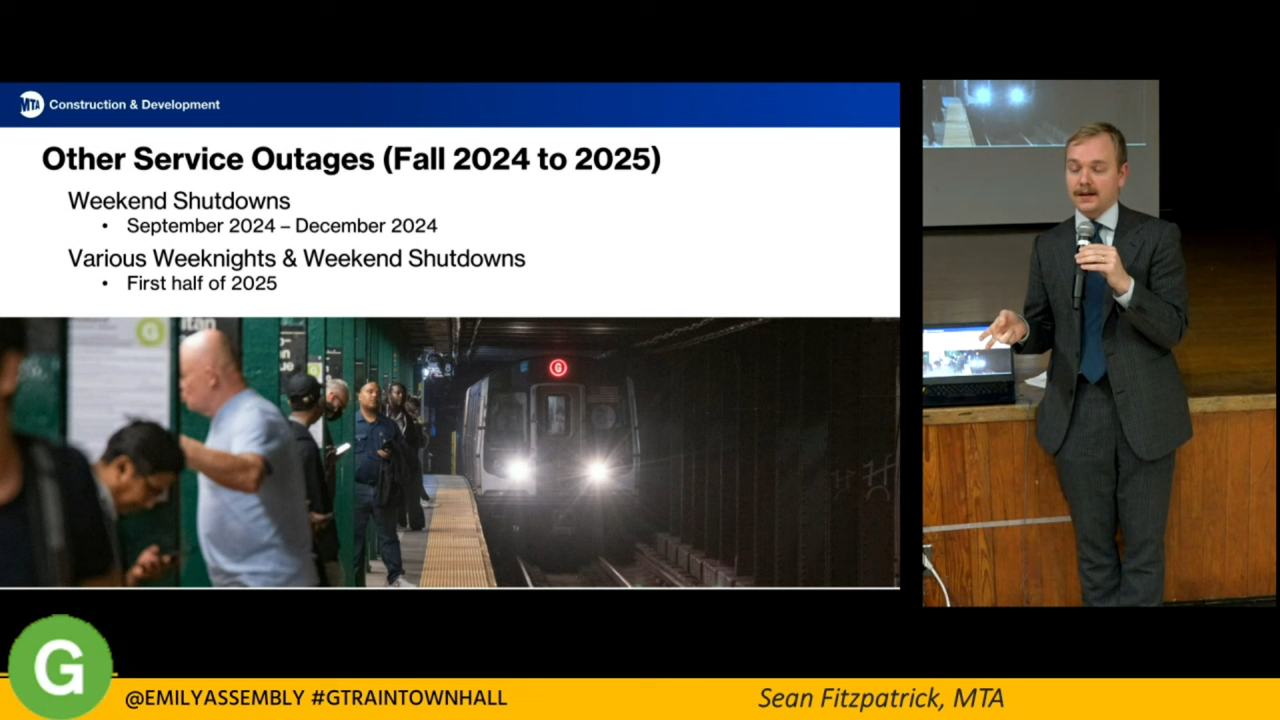 MTA Construction & Development
Other Service Outages (Fall 2024 to 2025)
Weekend Shutdowns
• September 2024 – December 2024
Various Weeknights & Weekend Shutdowns
• First half of 2025
G
G
G
@EMILYASSEMBLY #GTRAINTOWNHALL
Sean Fitzpatrick, MTA